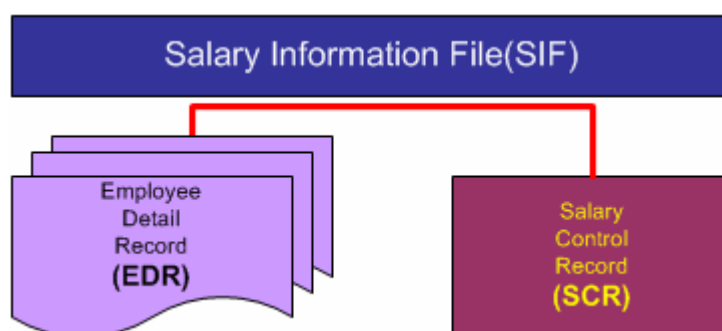 Salary Information File(SIF)
Employee
Detail
Record
(EDR)
Salary
Control
Record
(SCR)